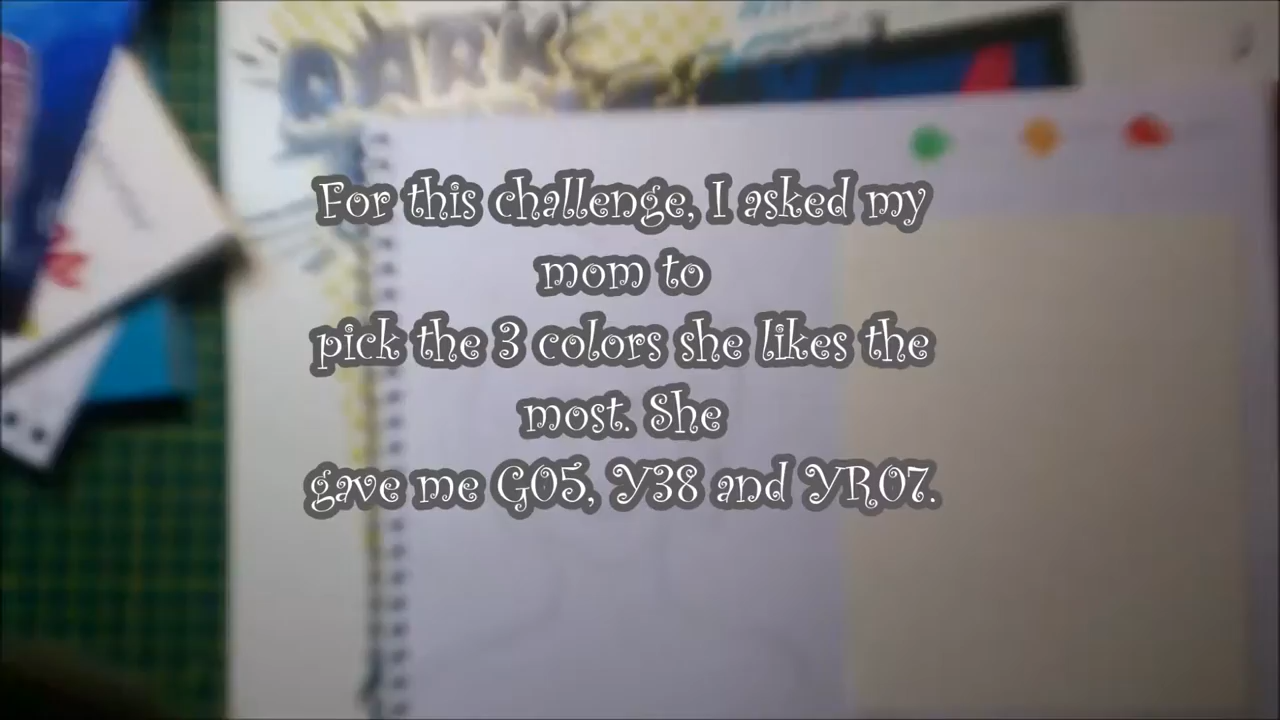 DARK
For this challenge, I asked my
mom to
pick the 3 colors she likes the
most. She
gave me G05, Y38 and YR07.